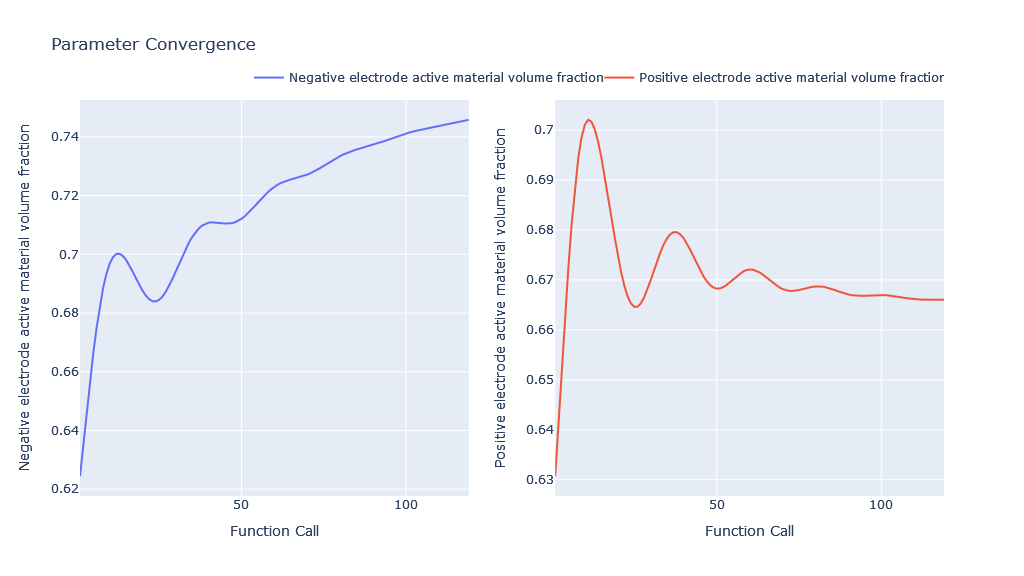 Parameter Convergence
Negative electrode active material volume fraction
Positive electrode active material volume fraction
Negative electrode active material volume fraction
0.74
0.72
0.7
0.68
0.66
0.64
0.62
50
100
Function Call
Positive electrode active material volume fraction
0.7
0.69
0.68
0.67
0.66
0.65
0.64
0.63
50
100
Function Call